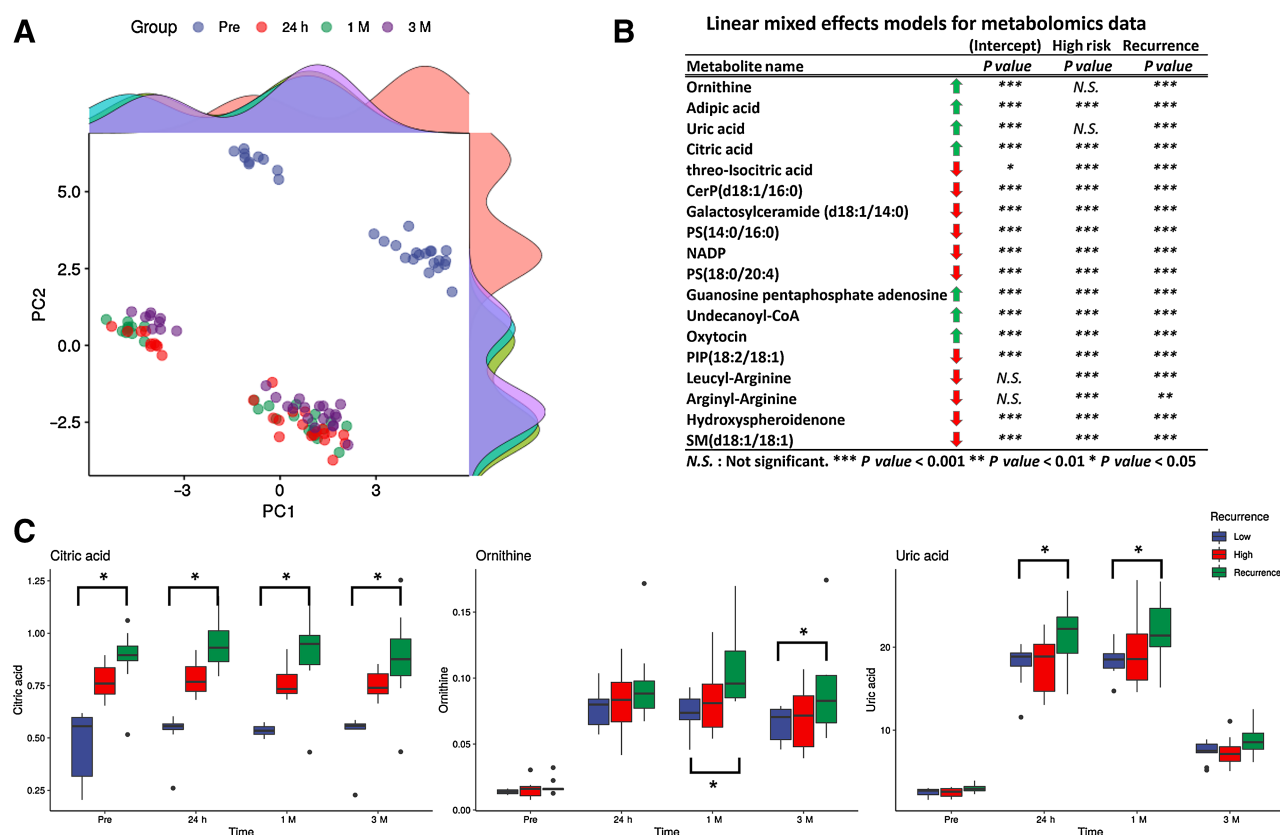 A
Group Pre 24 h 1 M 3 M
PC2
5.0
2.5
0.0
−2.5
−3 0 3
PC1
B
Linear mixed effects models for metabolomics data
(Intercept) High risk Recurrence
Metabolite name P value P value P value
Ornithine *** N.S. ***
Adipic acid *** *** ***
Uric acid *** N.S. ***
Citric acid *** *** ***
threo-Isocitric acid * *** ***
CerP(d18:1/16:0) *** *** ***
Galactosylceramide (d18:1/14:0) *** *** ***
PS(14:0/16:0) *** *** ***
NADP *** *** ***
PS(18:0/20:4) *** *** ***
Guanosine pentaphosphate adenosine *** *** ***
Undecanoyl-CoA *** *** ***
Oxytocin *** *** ***
PIP(18:2/18:1) *** *** ***
Leucyl-Arginine N.S. *** ***
Arginyl-Arginine N.S. *** **
Hydroxyspheroidenone *** *** ***
SM(d18:1/18:1) *** *** ***
N.S. : Not significant. *** P value < 0.001 ** P value < 0.01 * P value < 0.05
C
Citric acid
Citric acid
1.25
1.00
0.75
0.50
0.25
* * * *
Pre 24 h 1 M 3 M
Time
Ornithine
Ornithine
0.15
0.10
0.05
0.00
*
*
Pre 24 h 1 M 3 M
Time
Uric acid
Uric acid
20
10
* *
Pre 24 h 1 M 3 M
Time
Recurrence
Low
High
Recurrence